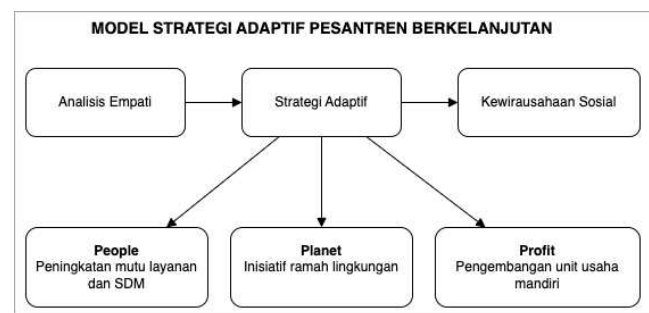 MODEL STRATEGI ADAPTIF PESANTREN BERKELANJUTAN
Analisis Empati
Strategi Adaptif
Kewirausahaan Sosial
People
Peningkatan mutu layanan
dan SDM
Planet
Inisiatif ramah lingkungan
Profit
Pengembangan unit usaha
mandiri